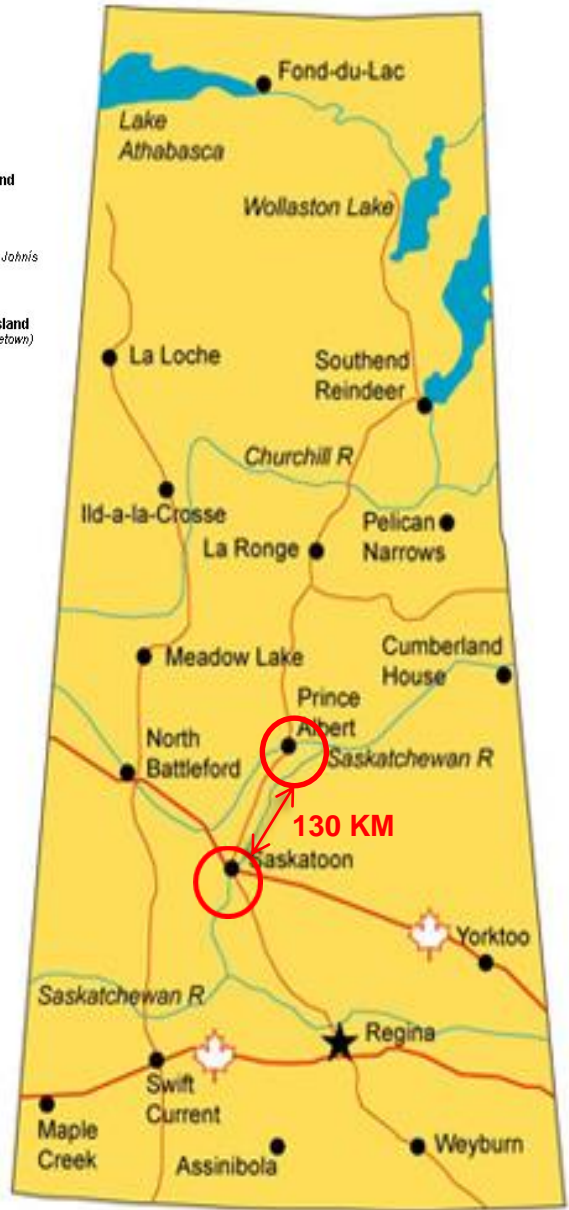 Fond-du-Lac
Lake
Athabasca
nd
Wollaston Lake
Johnís
sland
etown)
La Loche
Southend
Reindeer
Churchill R
Ild-a-la-Crosse
Pelican
Narrows
La Ronge
Cumberland
House
Meadow Lake
Prince
Albert
North
Battleford
Saskatchewan R
130 KM
Saskatoon
Yorktoo
Saskatchewan R
Regina
Swift
Current
Maple
Creek
Assinibola
Weyburn